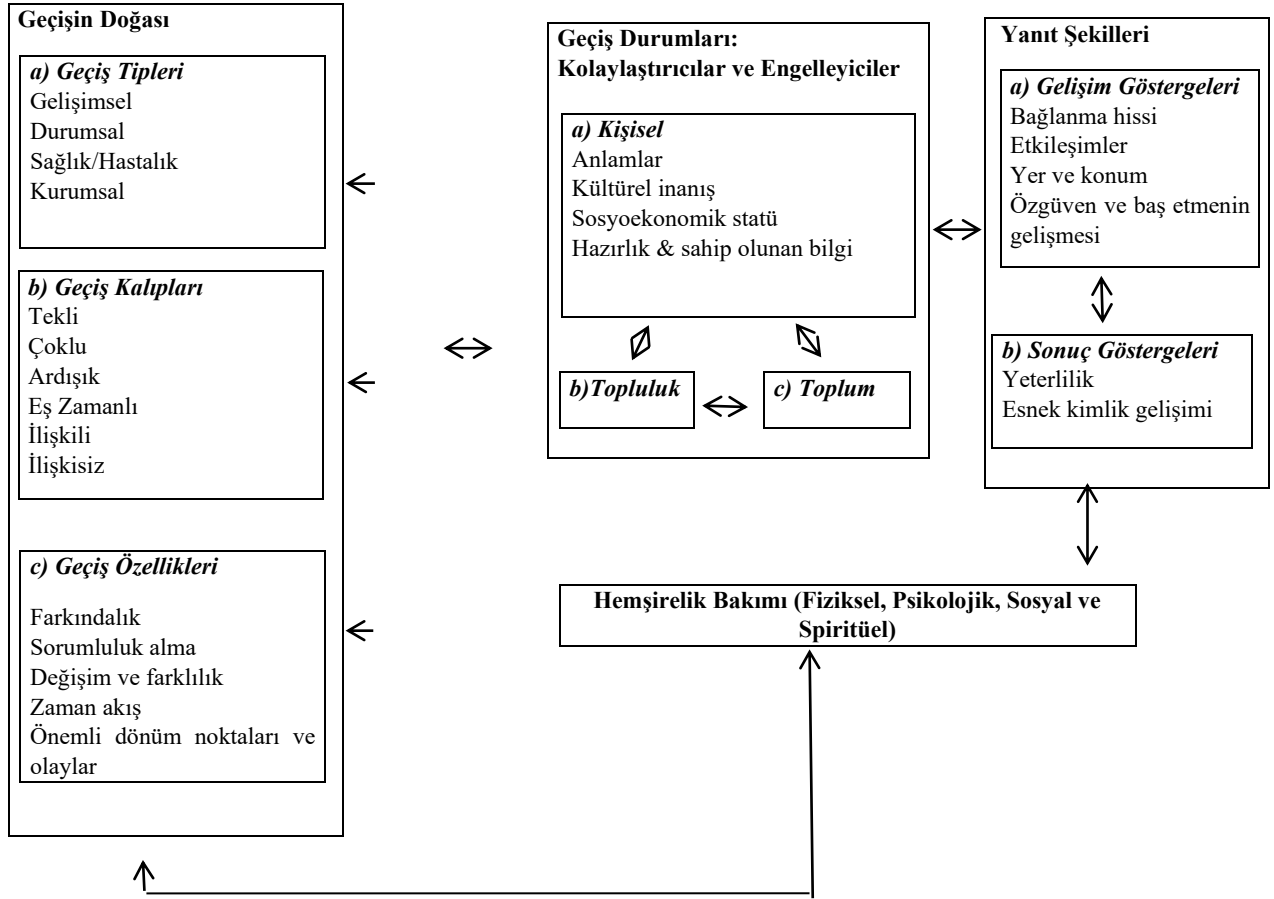 Geçişin Doğası
a) Geçiş Tipleri
Gelişimsel
Durumsal
Sağlık/Hastalık
Kurumsal
b) Geçiş Kalıpları
Tekli
Çoklu
Ardışık
Eş Zamanlı
İlişkili
İlişkisiz
c) Geçiş Özellikleri
Farkındalık
Sorumluluk alma
Değişim ve farklılık
Zaman akış
Önemli dönüm noktaları ve
olaylar
Geçiş Durumları:
Kolaylaştırıcılar ve Engelleyiciler
a) Kişisel
Anlamlar
Kültürel inanış
Sosyoekonomik statü
Hazırlık & sahip olunan bilgi
b)Topluluk
c) Toplum
Yanıt Şekilleri
a) Gelişim Göstergeleri
Bağlanma hissi
Etkileşimler
Yer ve konum
Özgüven ve baş etmenin
gelişmesi
b) Sonuç Göstergeleri
Yeterlilik
Esnek kimlik gelişimi
Hemşirelik Bakımı (Fiziksel, Psikolojik, Sosyal ve
Spiritüel)